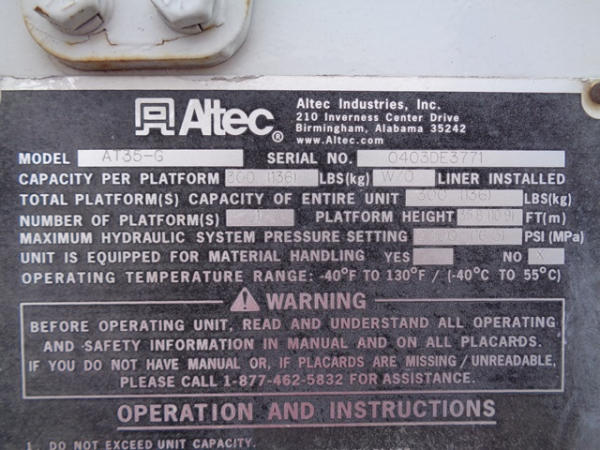 Altec®
Altec Industries, Inc.
210 Inverness Center Drive
Birmingham, Alabama 35242
www.Altec.com
MODEL AT35-G SERIAL NO. 0403DE3771
CAPACITY PER PLATFORM 300 (136) LBS(kg) W/O LINER INSTALLED
TOTAL PLATFORM(S) CAPACITY OF ENTIRE UNIT 300 (136) LBS(kg)
NUMBER OF PLATFORM(S) 1 PLATFORM HEIGHT FT(m)
MAXIMUM HYDRAULIC SYSTEM PRESSURE SETTING PSI (MPa)
UNIT IS EQUIPPED FOR MATERIAL HANDLING YES NO X
OPERATING TEMPERATURE RANGE: -40°F TO 130°F / (-40°C TO 55°C)
WARNING
BEFORE OPERATING UNIT, READ AND UNDERSTAND ALL OPERATING
AND SAFETY INFORMATION IN MANUAL AND ON ALL PLACARDS.
IF YOU DO NOT HAVE MANUAL OR, IF PLACARDS ARE MISSING/UNREADABLE,
PLEASE CALL 1-877-462-5832 FOR ASSISTANCE.
OPERATION AND INSTRUCTIONS
1. DO NOT EXCEED UNIT CAPACITY.